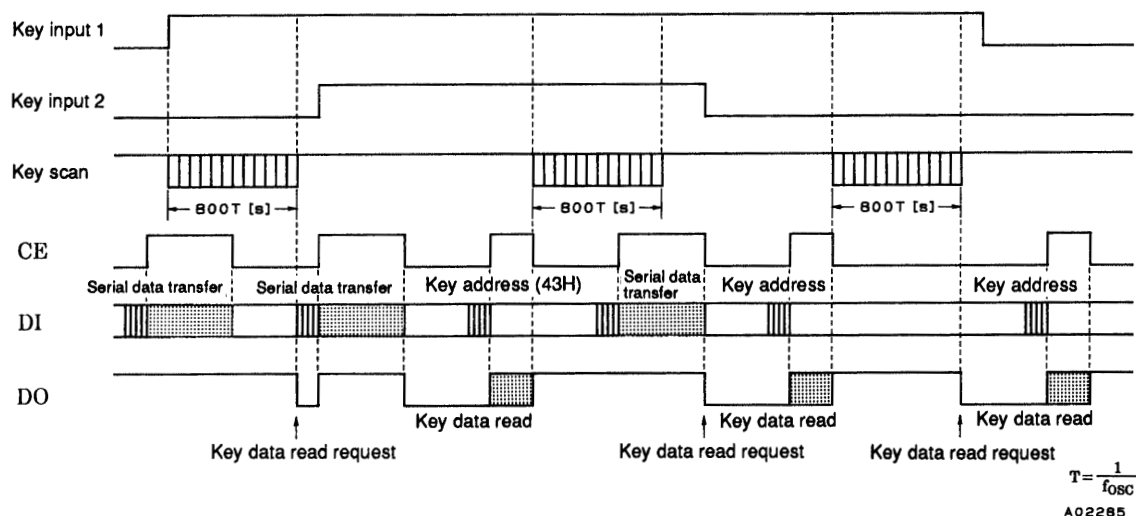 Key input 1
Key input 2
Key scan
800T [s] 800T [s] 800T [s]
CE
Serial data transfer Serial data transfer Key address (43H) Serial data transfer Key address Key address
DI
DO
Key data read Key data read Key data read
Key data read request Key data read request Key data read request
T = 1/fosc
A02285